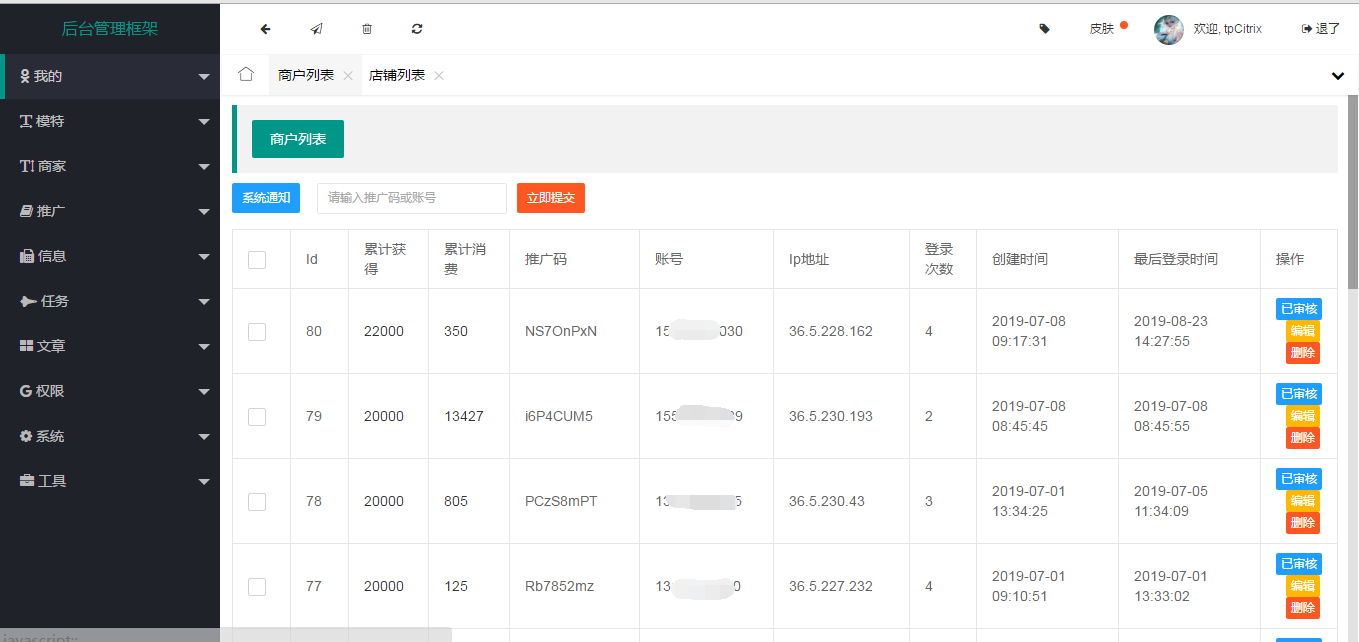 后台管理框架
皮肤
欢迎, tpCitrix
退了
我的
模特
商家
推广
信息
任务
文章
权限
系统
工具
商户列表
店铺列表
商户列表
系统通知
请输入推广码或账号
立即提交
Id
累计获得
累计消费
推广码
账号
Ip地址
登录次数
创建时间
最后登录时间
操作
80 22000 350 NS7OnPxN 15 030 36.5.228.162 4 2019-07-08 09:17:31 2019-08-23 14:27:55 已审核 编辑 删除
79 20000 13427 i6P4CUM5 155 9 36.5.230.193 2 2019-07-08 08:45:45 2019-07-08 08:45:55 已审核 编辑 删除
78 20000 805 PCzS8mPT 13 5 36.5.230.43 3 2019-07-01 13:34:25 2019-07-05 11:34:09 已审核 编辑 删除
77 20000 125 Rb7852mz 13 0 36.5.227.232 4 2019-07-01 09:10:51 2019-07-01 13:33:02 已审核 编辑 删除
javascript:;